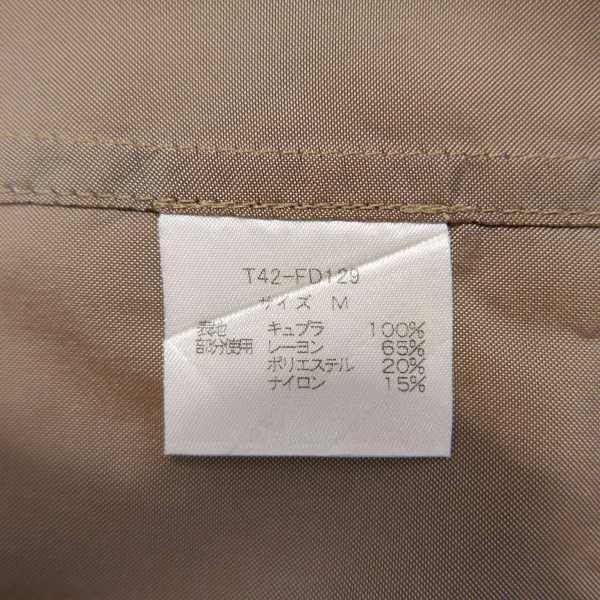 T42-FD129
サイズ M
表地 キュプラ 100%
部分使用 レーヨン 65%
ポリエステル 20%
ナイロン 15%